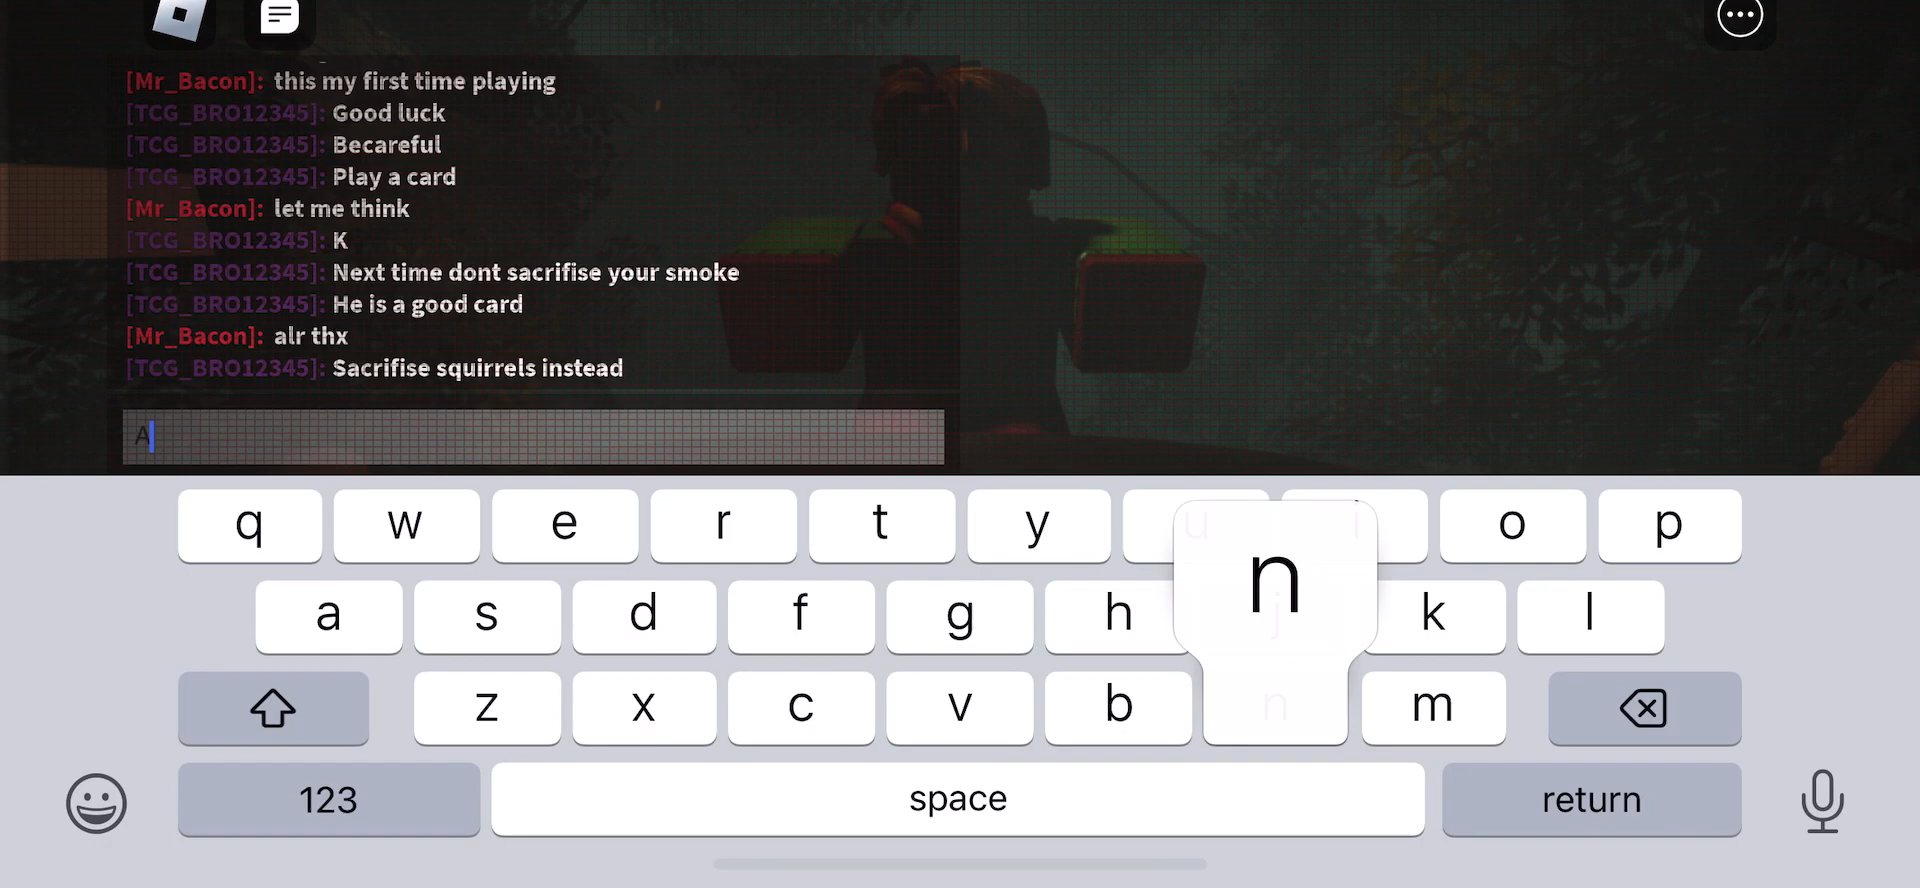 [Mr_Bacon]: this my first time playing
[TCG_BRO12345]: Good luck
[TCG_BRO12345]: Becareful
[TCG_BRO12345]: Play a card
[Mr_Bacon]: let me think
[TCG_BRO12345]: K
[TCG_BRO12345]: Next time dont sacrifise your smoke
[TCG_BRO12345]: He is a good card
[Mr_Bacon]: alr thx
[TCG_BRO12345]: Sacrifise squirrels instead
A
q w e r t y u i o p
n
a s d f g h j k l
z x c v b n m
123 space return